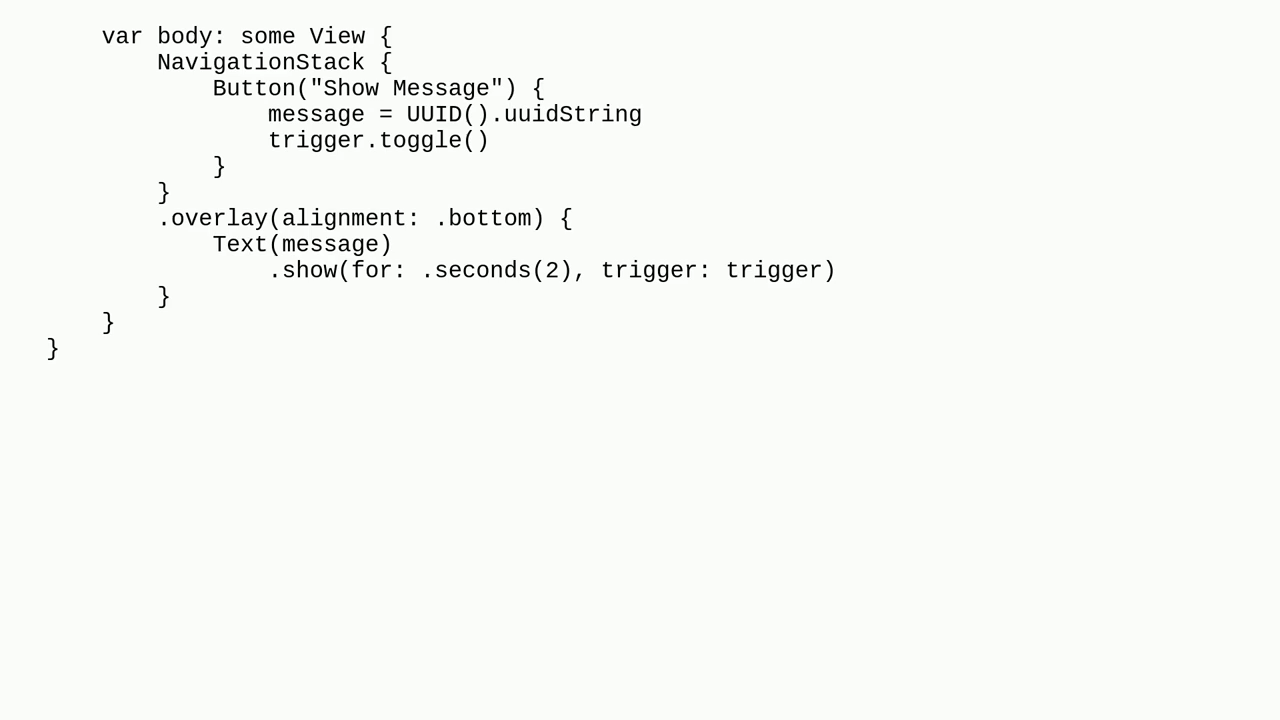 var body: some View {
NavigationStack {
Button("Show Message") {
message = UUID().uuidString
trigger.toggle()
}
}
.overlay(alignment: .bottom) {
Text(message)
.show(for: .seconds(2), trigger: trigger)
}
}
}